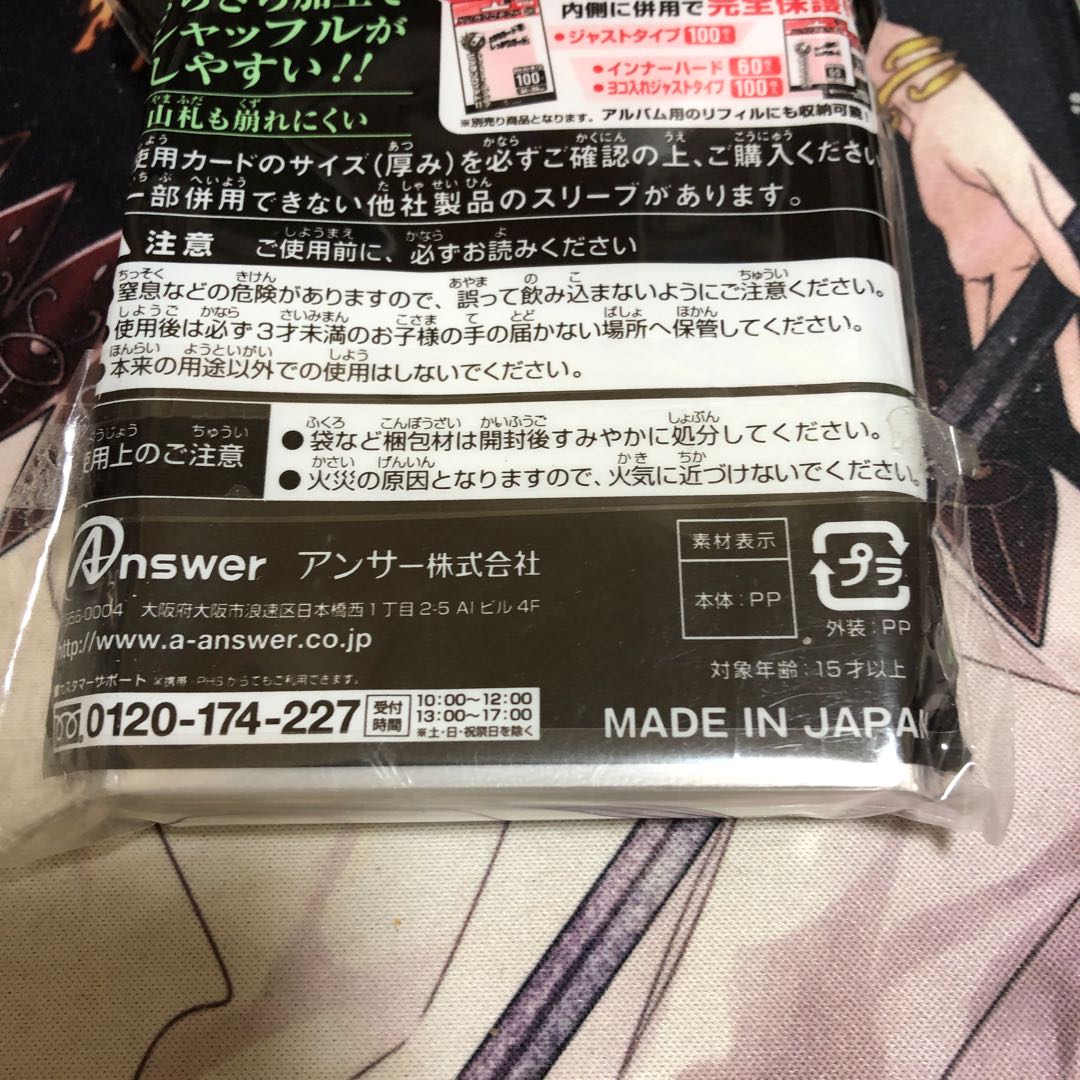 さらさら加工で
シャッフルが
しやすい!!
山札も崩れにくい
内側に併用で完全保護
●ジャストタイプ 100
●インナーハード 60
●ヨコ入れジャストタイプ 100
※別売り商品となります。アルバム用のリフィルにも収納可能!
使用カードのサイズ(厚み)を必ずご確認の上、ご購入ください
一部併用できない他社製品のスリーブがあります。
注意 ご使用前に、必ずお読みください
窒息などの危険がありますので、誤って飲み込まないようにご注意ください。
●使用後は必ず3才未満のお子様の手の届かない場所へ保管してください。
●本来の用途以外での使用はしないでください。
使用上のご注意
●袋など梱包材は開封後すみやかに処分してください。
●火災の原因となりますので、火気に近づけないでください。
Answer アンサー株式会社
556-0004 大阪府大阪市浪速区日本橋西1丁目2-5 AIビル4F
http://www.a-answer.co.jp
■カスタマーサポート ※携帯・PHSからでもご利用できます。
0120-174-227 受付時間 10:00〜12:00 13:00〜17:00 ※土・日・祝祭日を除く
素材表示
本体:PP
プラ
外装:PP
対象年齢:15才以上
MADE IN JAPAN